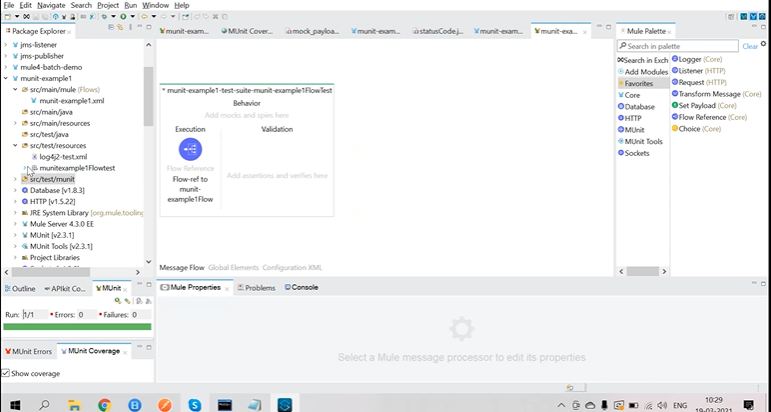 File Edit Navigate Search Project Run Window Help
Package Explorer
munit-exam...
MUnit Cover...
mock_payloa...
munit-exam...
statusCode.j...
munit-exam...
munit-exa...
Mule Palette
jms-listener
jms-publisher
mule4-batch-demo
munit-example1
src/main/mule (Flows)
munit-example1.xml
src/main/java
src/main/resources
src/test/java
src/test/resources
log4j2-test.xml
munitexample1Flowtest
src/test/munit
Database [v1.8.3]
HTTP [v1.5.22]
JRE System Library [org.mule.tooling
Mule Server 4.3.0 EE
MUnit [v2.3.1]
MUnit Tools [v2.3.1]
Project Libraries
munit-example1-test-suite-munit-example1FlowTest
Behavior
Add mocks and spies here
Execution
Validation
Flow Reference
Flow-ref to
munit-
example1Flow
Add assertions and verifies here
Message Flow Global Elements Configuration XML
Search in palette
Clear
Search in Exch
Add Modules
Favorites
Core
Database
HTTP
MUnit
MUnit Tools
Sockets
Logger (Core)
Listener (HTTP)
Request (HTTP)
Transform Message (Core)
Set Payload (Core)
Flow Reference (Core)
Choice (Core)
Outline
APIkit Co...
MUnit
Run: 1/1
Errors: 0
Failures: 0
MUnit Errors
MUnit Coverage
Show coverage
Mule Properties
Problems
Console
Select a Mule message processor to edit its properties
ENG
10:29
19-03-2021